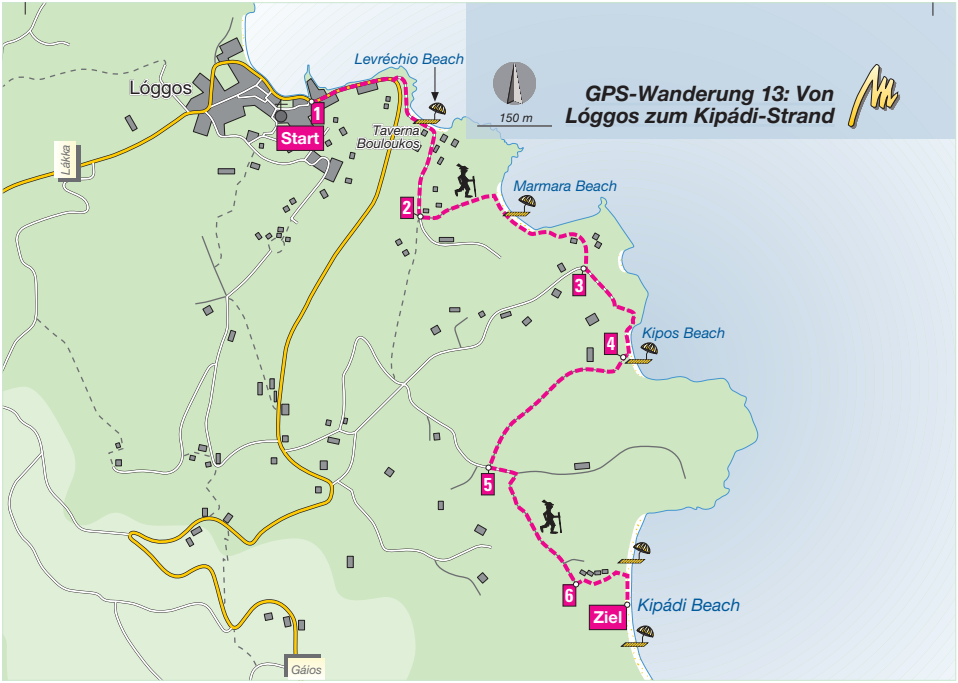 GPS-Wanderung 13: Von
Lóggos zum Kipádi-Strand
150 m
Levréchio Beach
Lóggos
1
Start
Taverna
Bouloukos
Lákka
Marmara Beach
2
3
Kipos Beach
4
5
6
Ziel
Kipádi Beach
Gáios